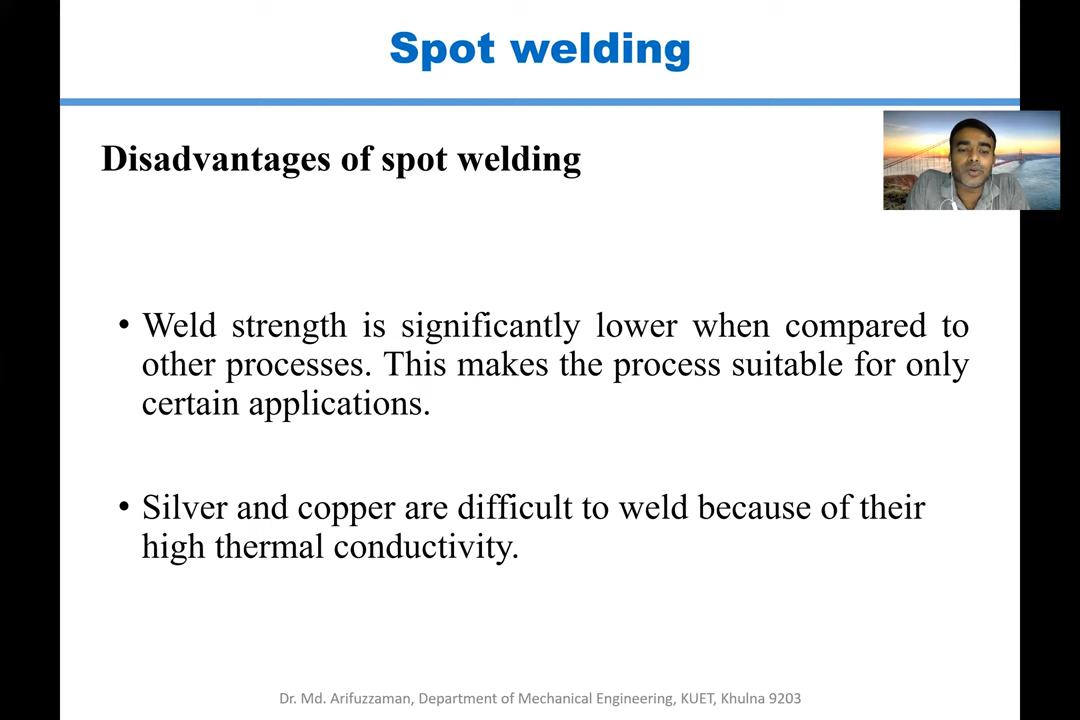 Spot welding
Disadvantages of spot welding
• Weld strength is significantly lower when compared to
other processes. This makes the process suitable for only
certain applications.
• Silver and copper are difficult to weld because of their
high thermal conductivity.
Dr. Md. Arifuzzaman, Department of Mechanical Engineering, KUET, Khulna 9203